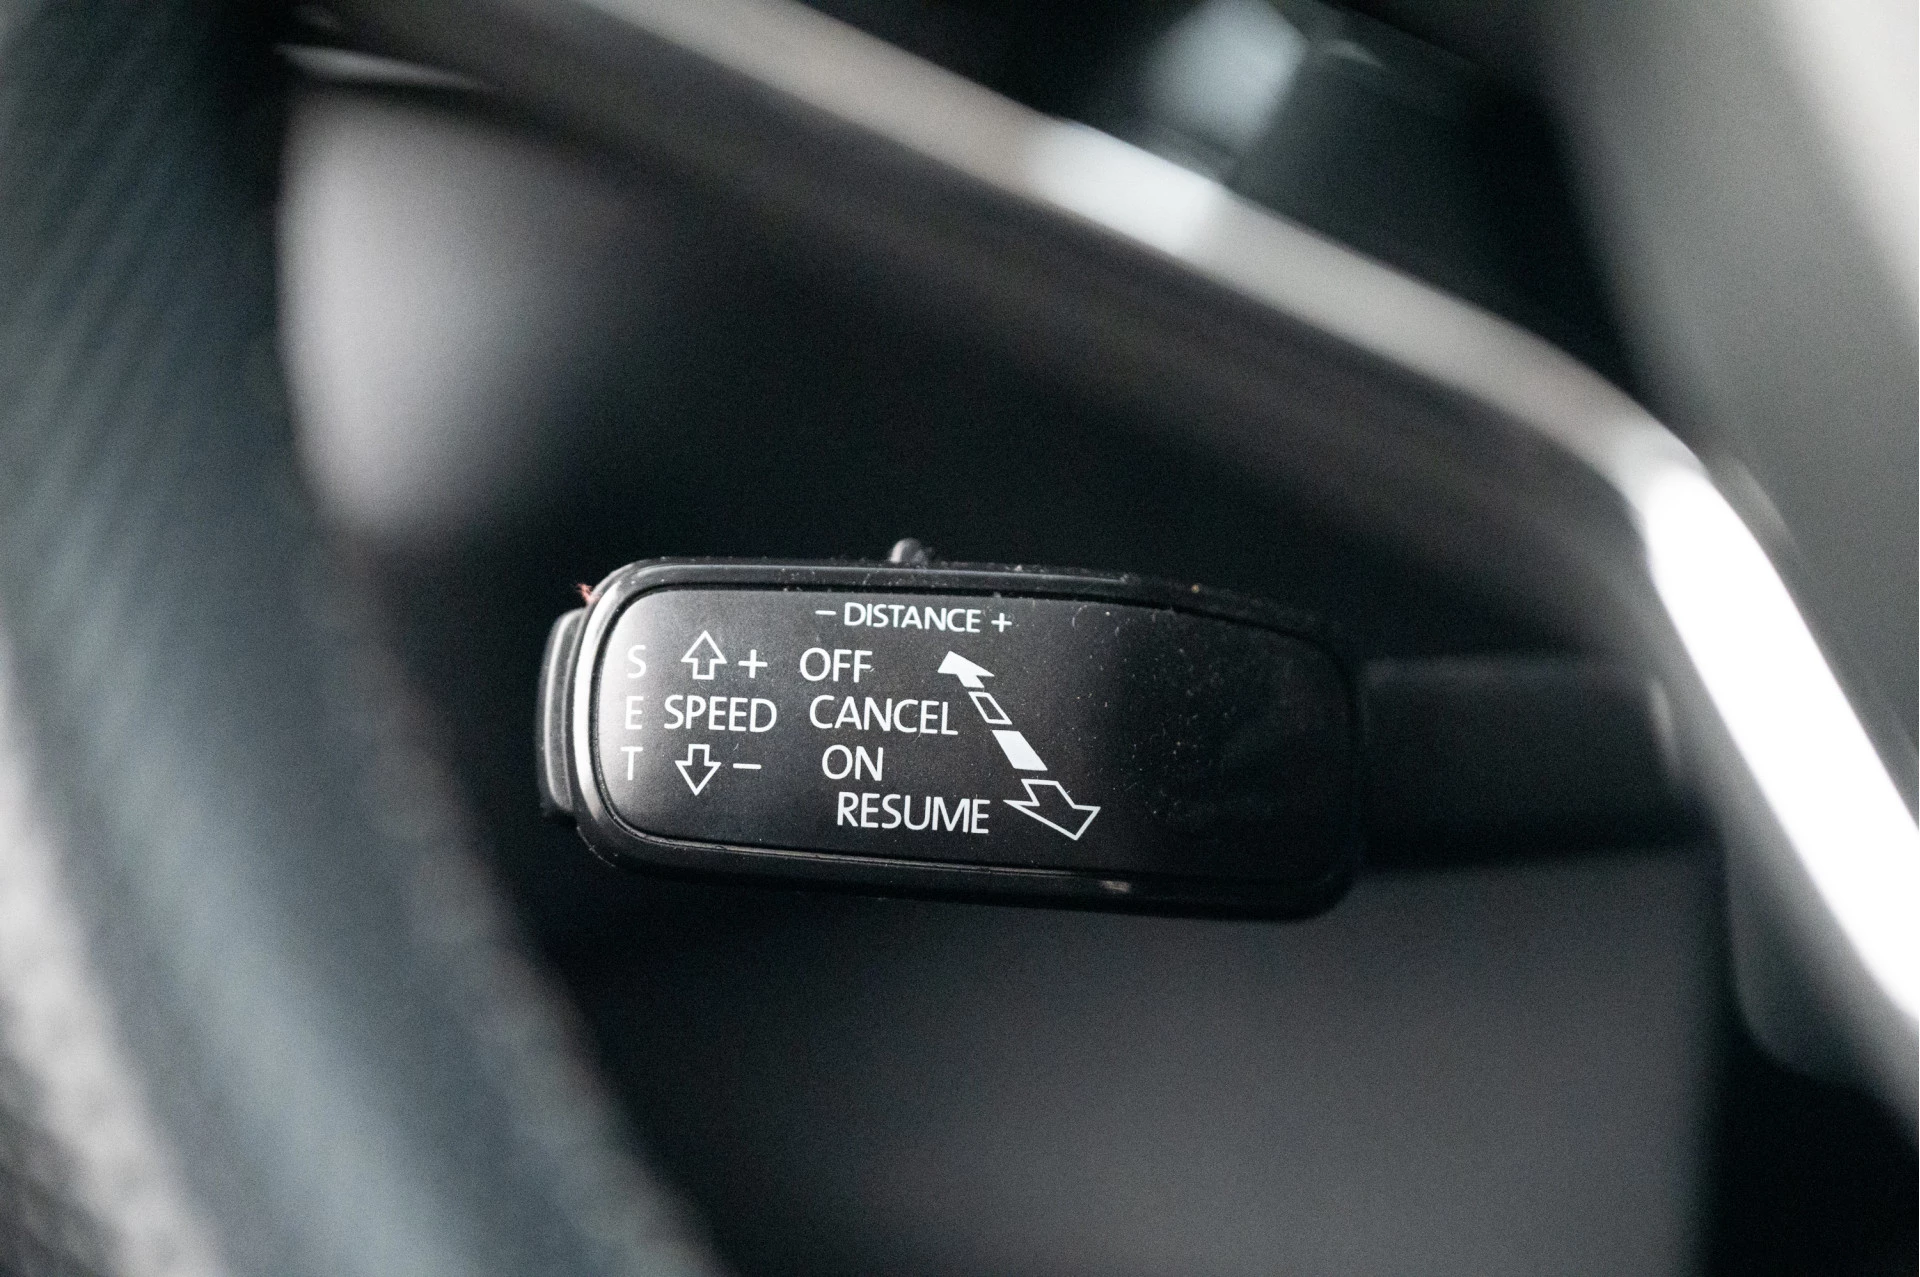 – DISTANCE +
S + OFF
E SPEED CANCEL
T – ON
RESUME